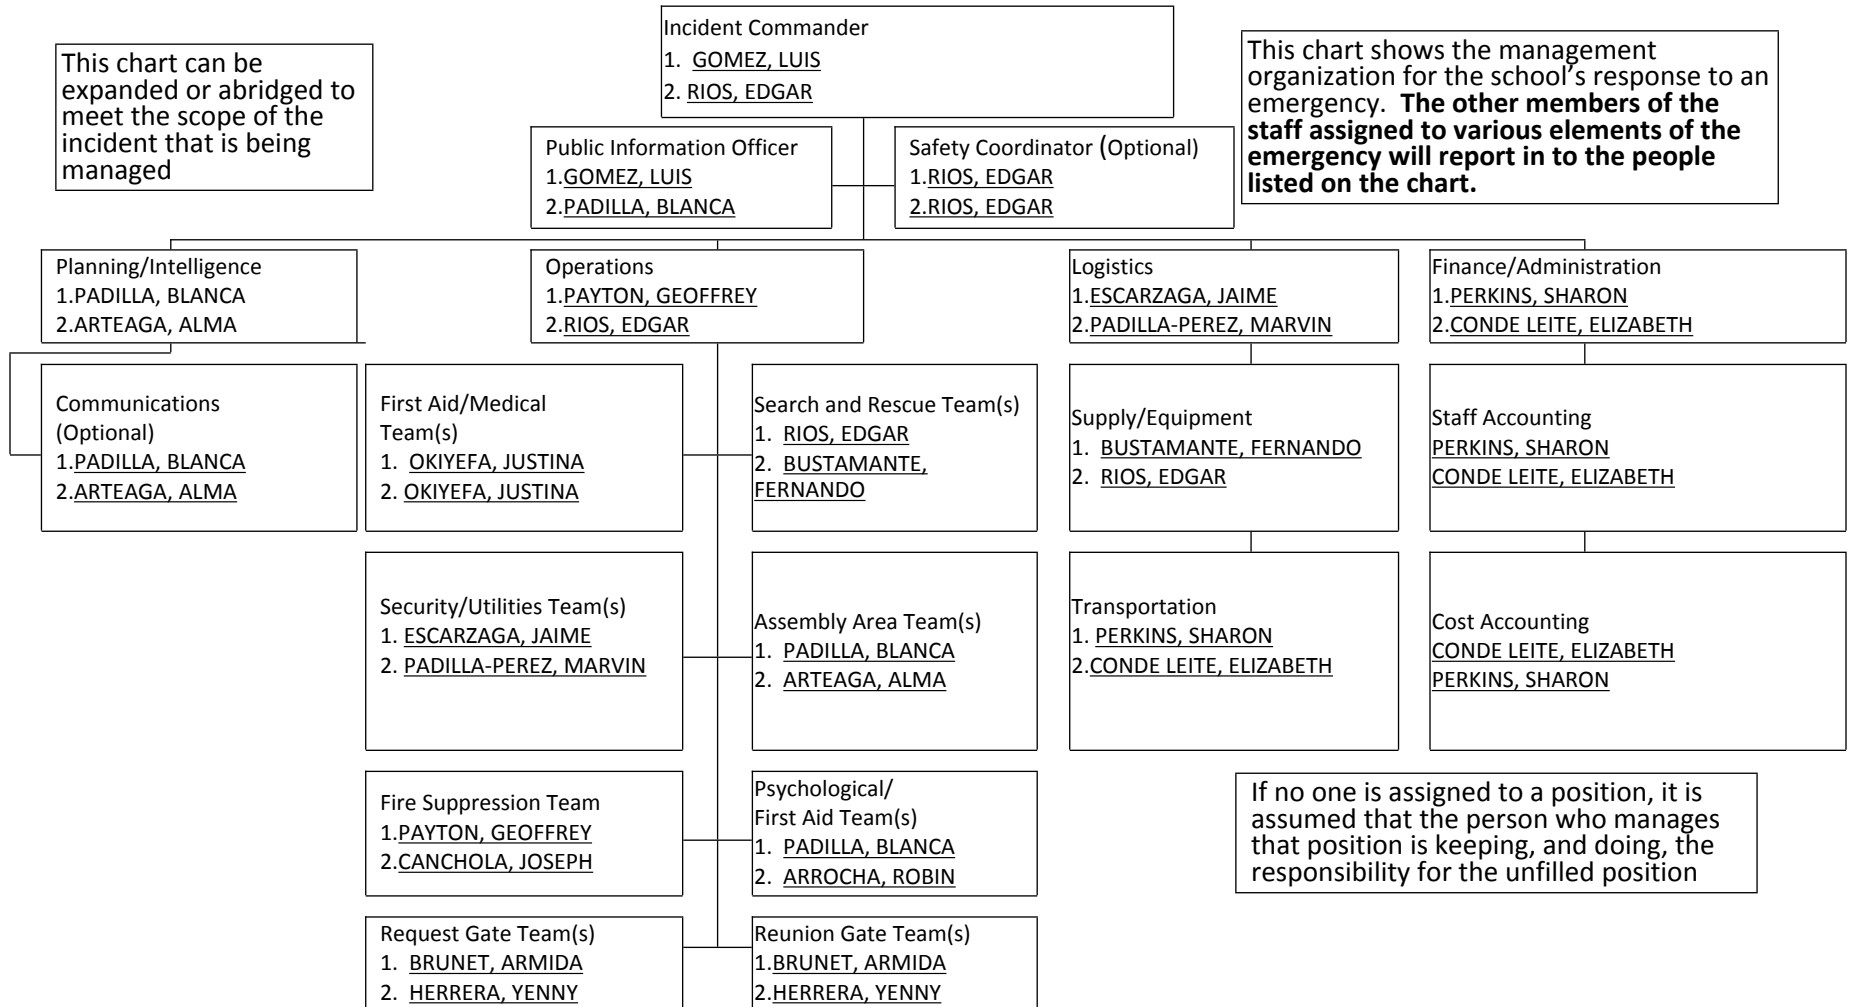 Incident Commander
1. GOMEZ, LUIS
2. RIOS, EDGAR
This chart can be
expanded or abridged to
meet the scope of the
incident that is being
managed
This chart shows the management
organization for the school’s response to an
emergency. The other members of the
staff assigned to various elements of the
emergency will report in to the people
listed on the chart.
Public Information Officer
1.GOMEZ, LUIS
2.PADILLA, BLANCA
Safety Coordinator (Optional)
1.RIOS, EDGAR
2.RIOS, EDGAR
Planning/Intelligence
1.PADILLA, BLANCA
2.ARTEAGA, ALMA
Operations
1.PAYTON, GEOFFREY
2.RIOS, EDGAR
Logistics
1.ESCARZAGA, JAIME
2.PADILLA-PEREZ, MARVIN
Finance/Administration
1.PERKINS, SHARON
2.CONDE LEITE, ELIZABETH
Communications
(Optional)
1.PADILLA, BLANCA
2.ARTEAGA, ALMA
First Aid/Medical
Team(s)
1. OKIYEFA, JUSTINA
2. OKIYEFA, JUSTINA
Search and Rescue Team(s)
1. RIOS, EDGAR
2. BUSTAMANTE,
FERNANDO
Supply/Equipment
1. BUSTAMANTE, FERNANDO
2. RIOS, EDGAR
Staff Accounting
PERKINS, SHARON
CONDE LEITE, ELIZABETH
Security/Utilities Team(s)
1. ESCARZAGA, JAIME
2. PADILLA-PEREZ, MARVIN
Assembly Area Team(s)
1. PADILLA, BLANCA
2. ARTEAGA, ALMA
Transportation
1. PERKINS, SHARON
2.CONDE LEITE, ELIZABETH
Cost Accounting
CONDE LEITE, ELIZABETH
PERKINS, SHARON
Fire Suppression Team
1.PAYTON, GEOFFREY
2.CANCHOLA, JOSEPH
Psychological/
First Aid Team(s)
1. PADILLA, BLANCA
2. ARROCHA, ROBIN
If no one is assigned to a position, it is
assumed that the person who manages
that position is keeping, and doing, the
responsibility for the unfilled position
Request Gate Team(s)
1. BRUNET, ARMIDA
2. HERRERA, YENNY
Reunion Gate Team(s)
1.BRUNET, ARMIDA
2.HERRERA, YENNY